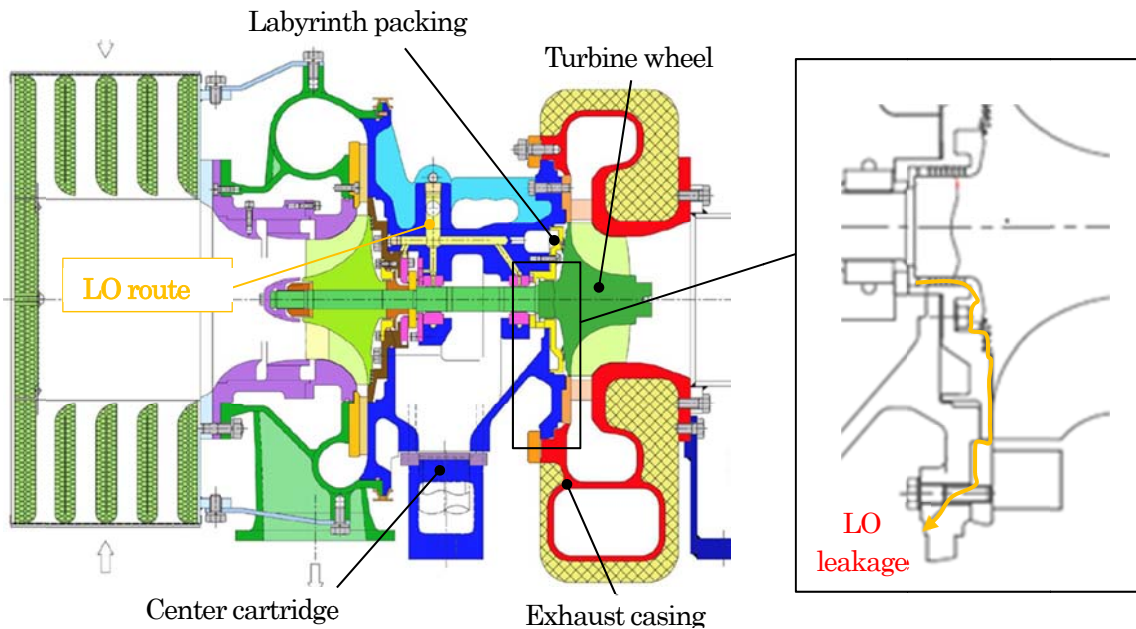 Labyrinth packing
Turbine wheel
LO route
LO
leakage
Center cartridge
Exhaust casing